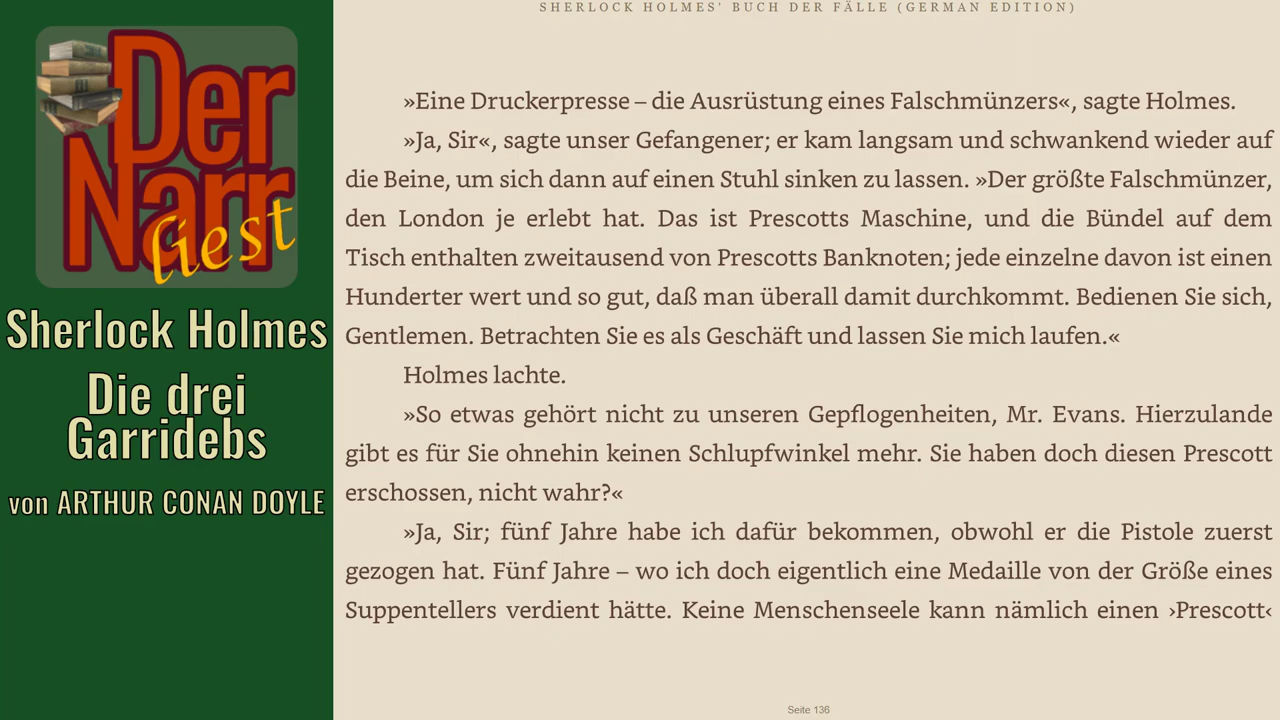 Der
Narr
liest
Sherlock Holmes
Die drei
Garridebs
von ARTHUR CONAN DOYLE
SHERLOCK HOLMES' BUCH DER FÄLLE (GERMAN EDITION)
»Eine Druckerpresse – die Ausrüstung eines Falschmünzers«, sagte Holmes.
»Ja, Sir«, sagte unser Gefangener; er kam langsam und schwankend wieder auf
die Beine, um sich dann auf einen Stuhl sinken zu lassen. »Der größte Falschmünzer,
den London je erlebt hat. Das ist Prescotts Maschine, und die Bündel auf dem
Tisch enthalten zweitausend von Prescotts Banknoten; jede einzelne davon ist einen
Hunderter wert und so gut, daß man überall damit durchkommt. Bedienen Sie sich,
Gentlemen. Betrachten Sie es als Geschäft und lassen Sie mich laufen.«
Holmes lachte.
»So etwas gehört nicht zu unseren Gepflogenheiten, Mr. Evans. Hierzulande
gibt es für Sie ohnehin keinen Schlupfwinkel mehr. Sie haben doch diesen Prescott
erschossen, nicht wahr?«
»Ja, Sir; fünf Jahre habe ich dafür bekommen, obwohl er die Pistole zuerst
gezogen hat. Fünf Jahre – wo ich doch eigentlich eine Medaille von der Größe eines
Suppentellers verdient hätte. Keine Menschenseele kann nämlich einen ›Prescott‹
Seite 136